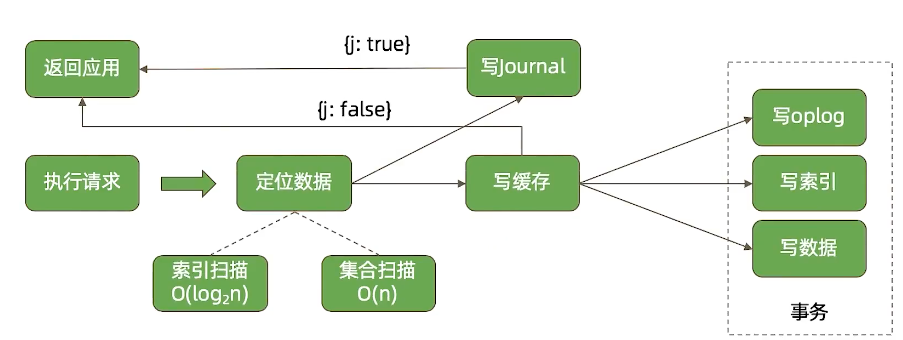 {j: true}
返回应用
写Journal
{j: false}
写oplog
执行请求
定位数据
写缓存
写索引
写数据
索引扫描
O(log₂n)
集合扫描
O(n)
事务